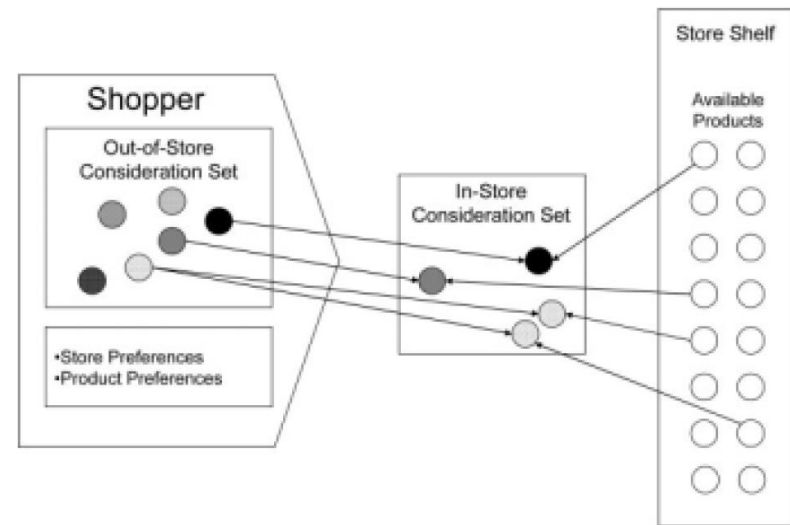 Shopper
Out-of-Store
Consideration Set
•Store Preferences
•Product Preferences
In-Store
Consideration Set
Store Shelf
Available
Products